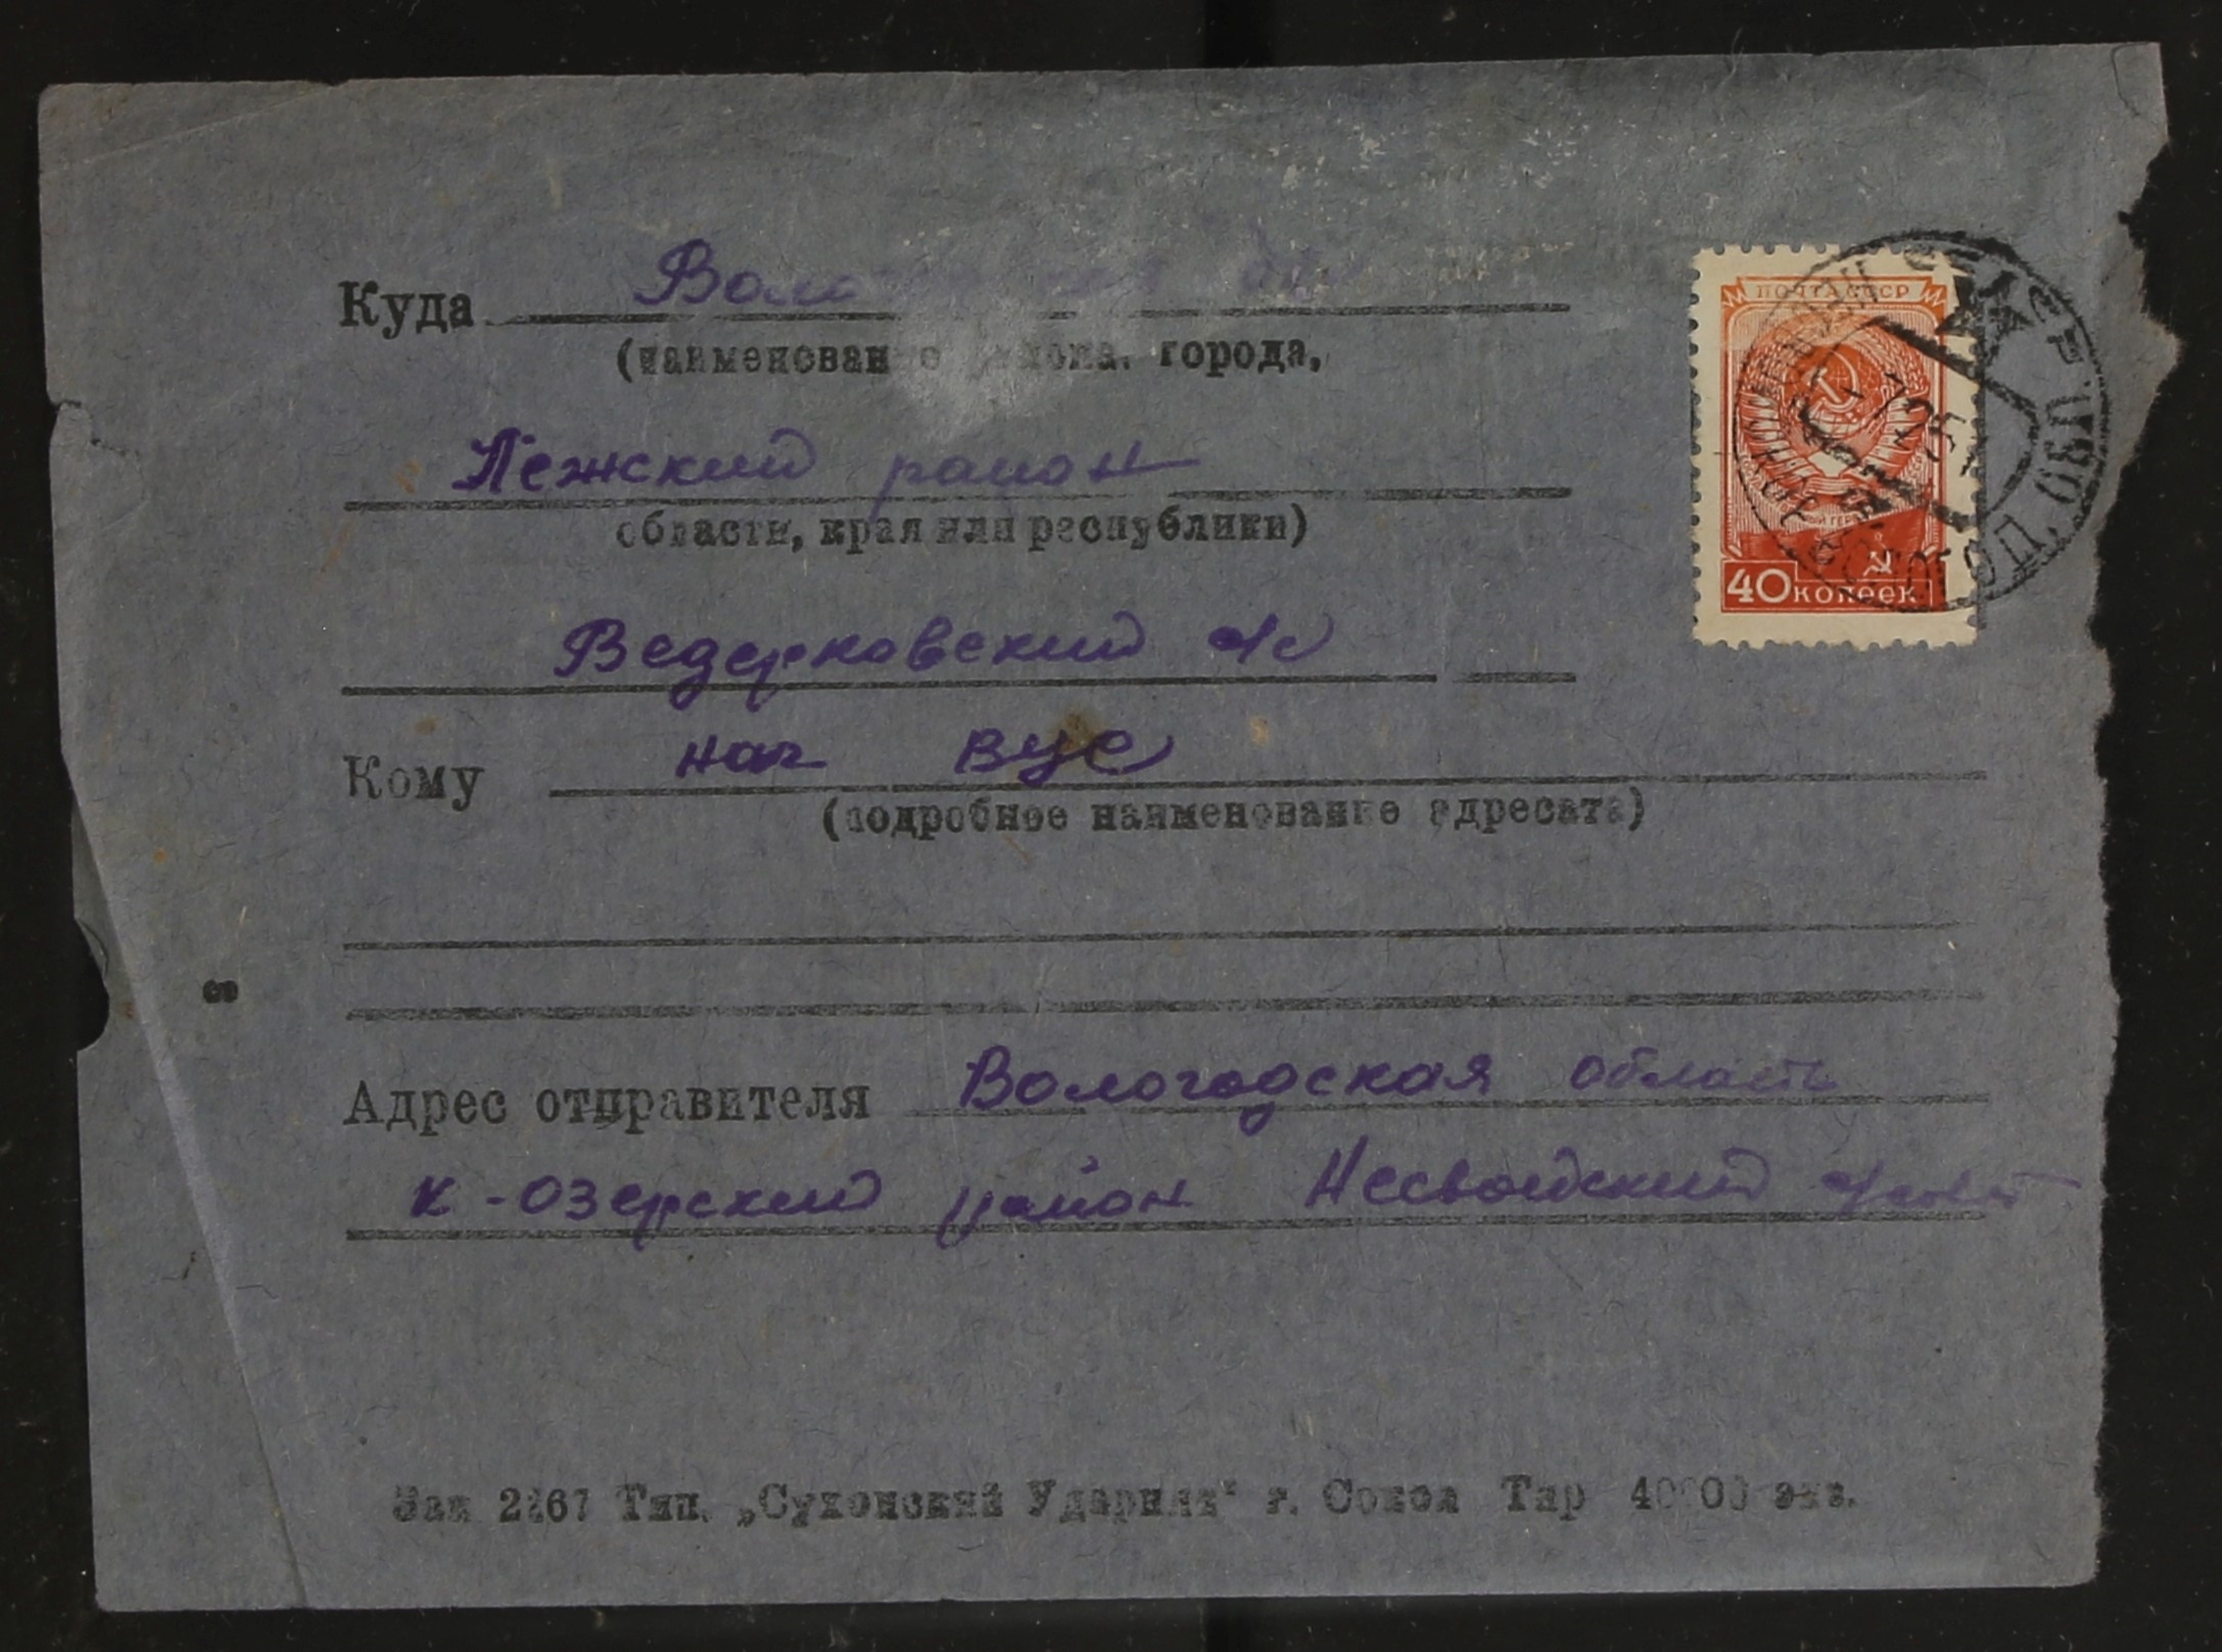 Куда
(наименование района, города,
Лежский район
области, края или республики)
Ведерковский с/с
Кому нач ВУС
(подробное наименование адресата)
Адрес отправителя Вологодская область
К-Озерский район
Зак 2267 Тип. „Сухонский Ударник“ г. Сокол Тир 40000 экз.
ПОЧТА СССР
40 КОПЕЕК